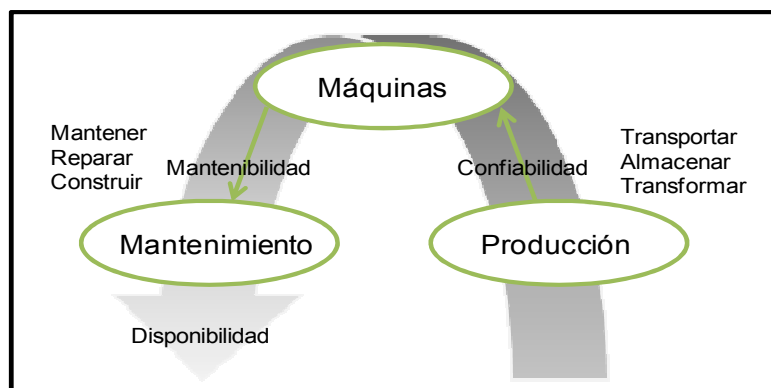 Máquinas
Mantener
Reparar
Construir
Mantenibilidad
Confiabilidad
Transportar
Almacenar
Transformar
Mantenimiento
Producción
Disponibilidad